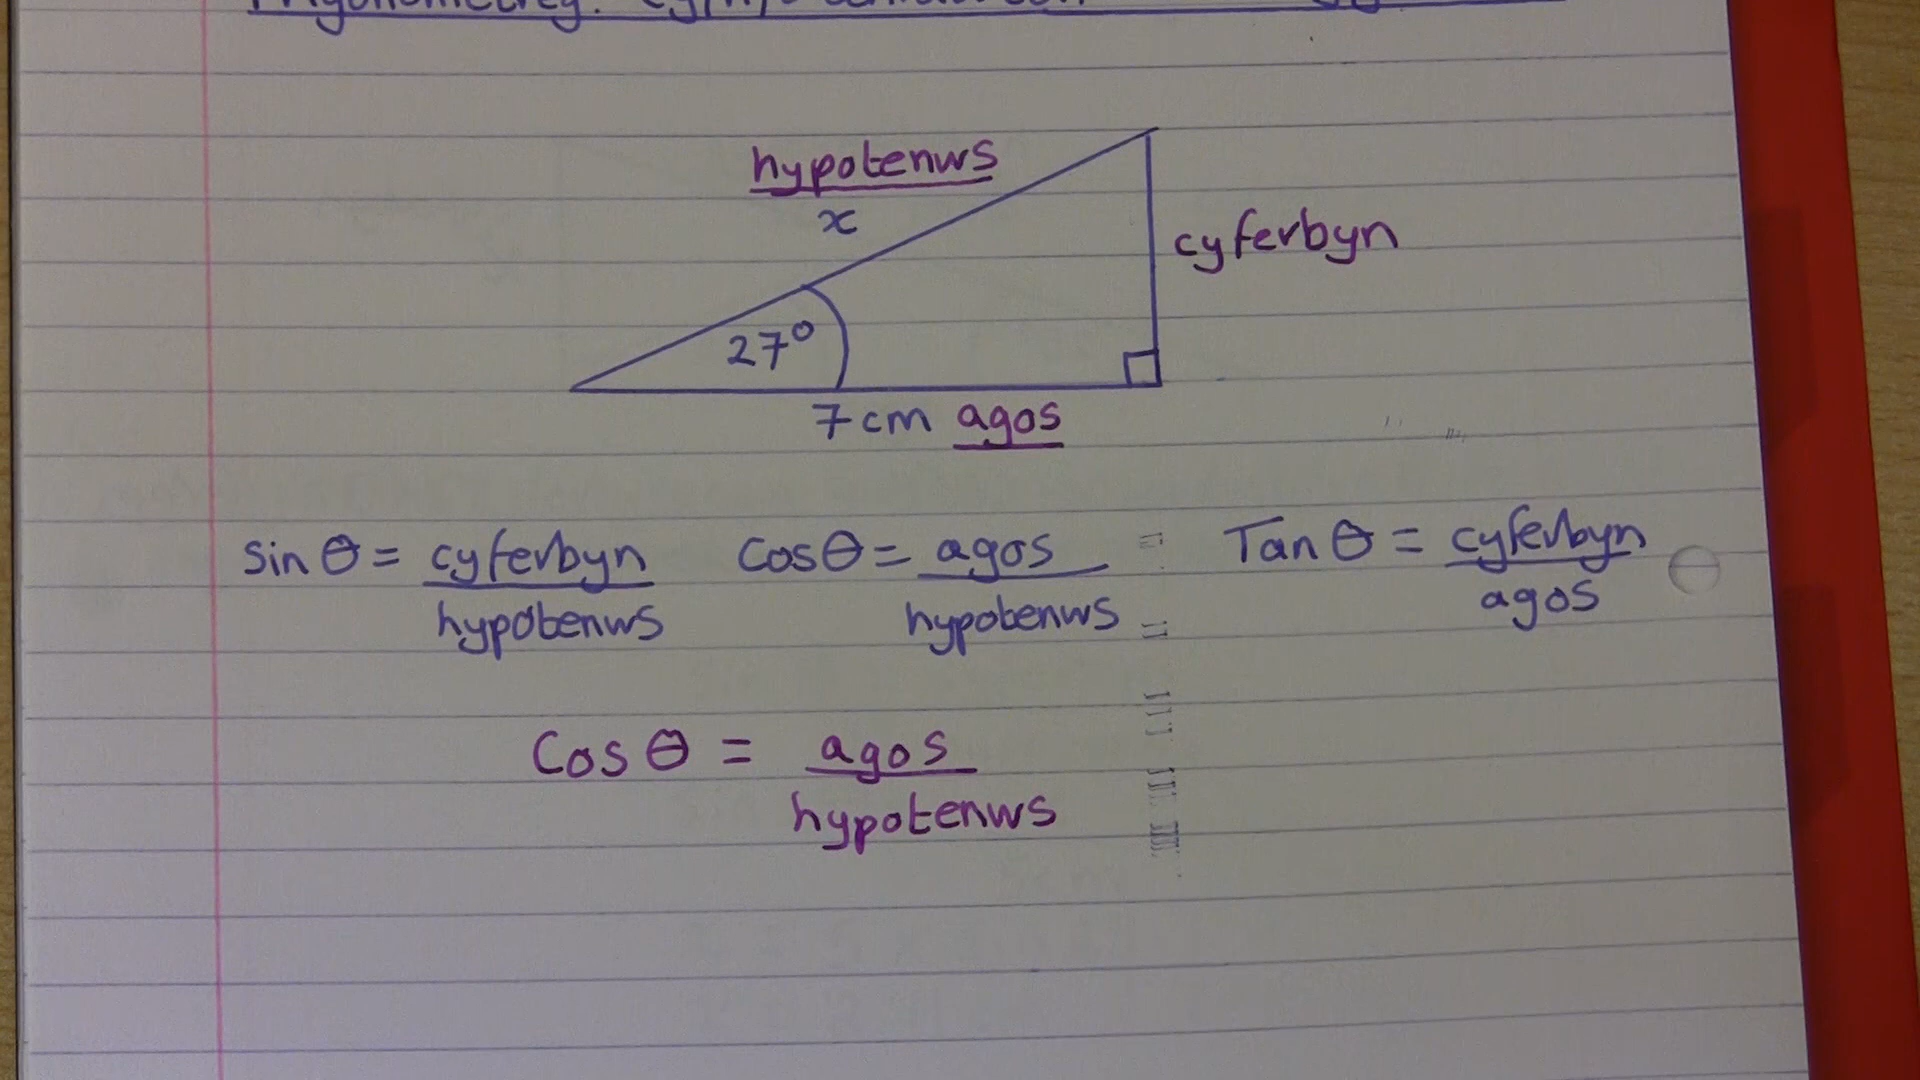 hypotenws
x
cyferbyn
27°
7cm agos
sin θ = cyferbyn / hypotenws  Cos θ = agos / hypotenws  Tan θ = cyferbyn / agos
Cos θ = agos / hypotenws